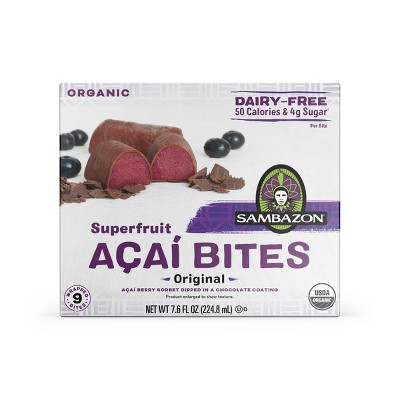 ORGANIC
DAIRY-FREE
50 Calories & 4g Sugar*
*Per Bite
SAMBAZON
Superfruit
AÇAÍ BITES
Original
AÇAÍ BERRY SORBET DIPPED IN A CHOCOLATE COATING
Product enlarged to show texture.
WRAPPED
9
BITES
USDA
ORGANIC
NET WT 7.6 FL OZ (224.8 mL) U D